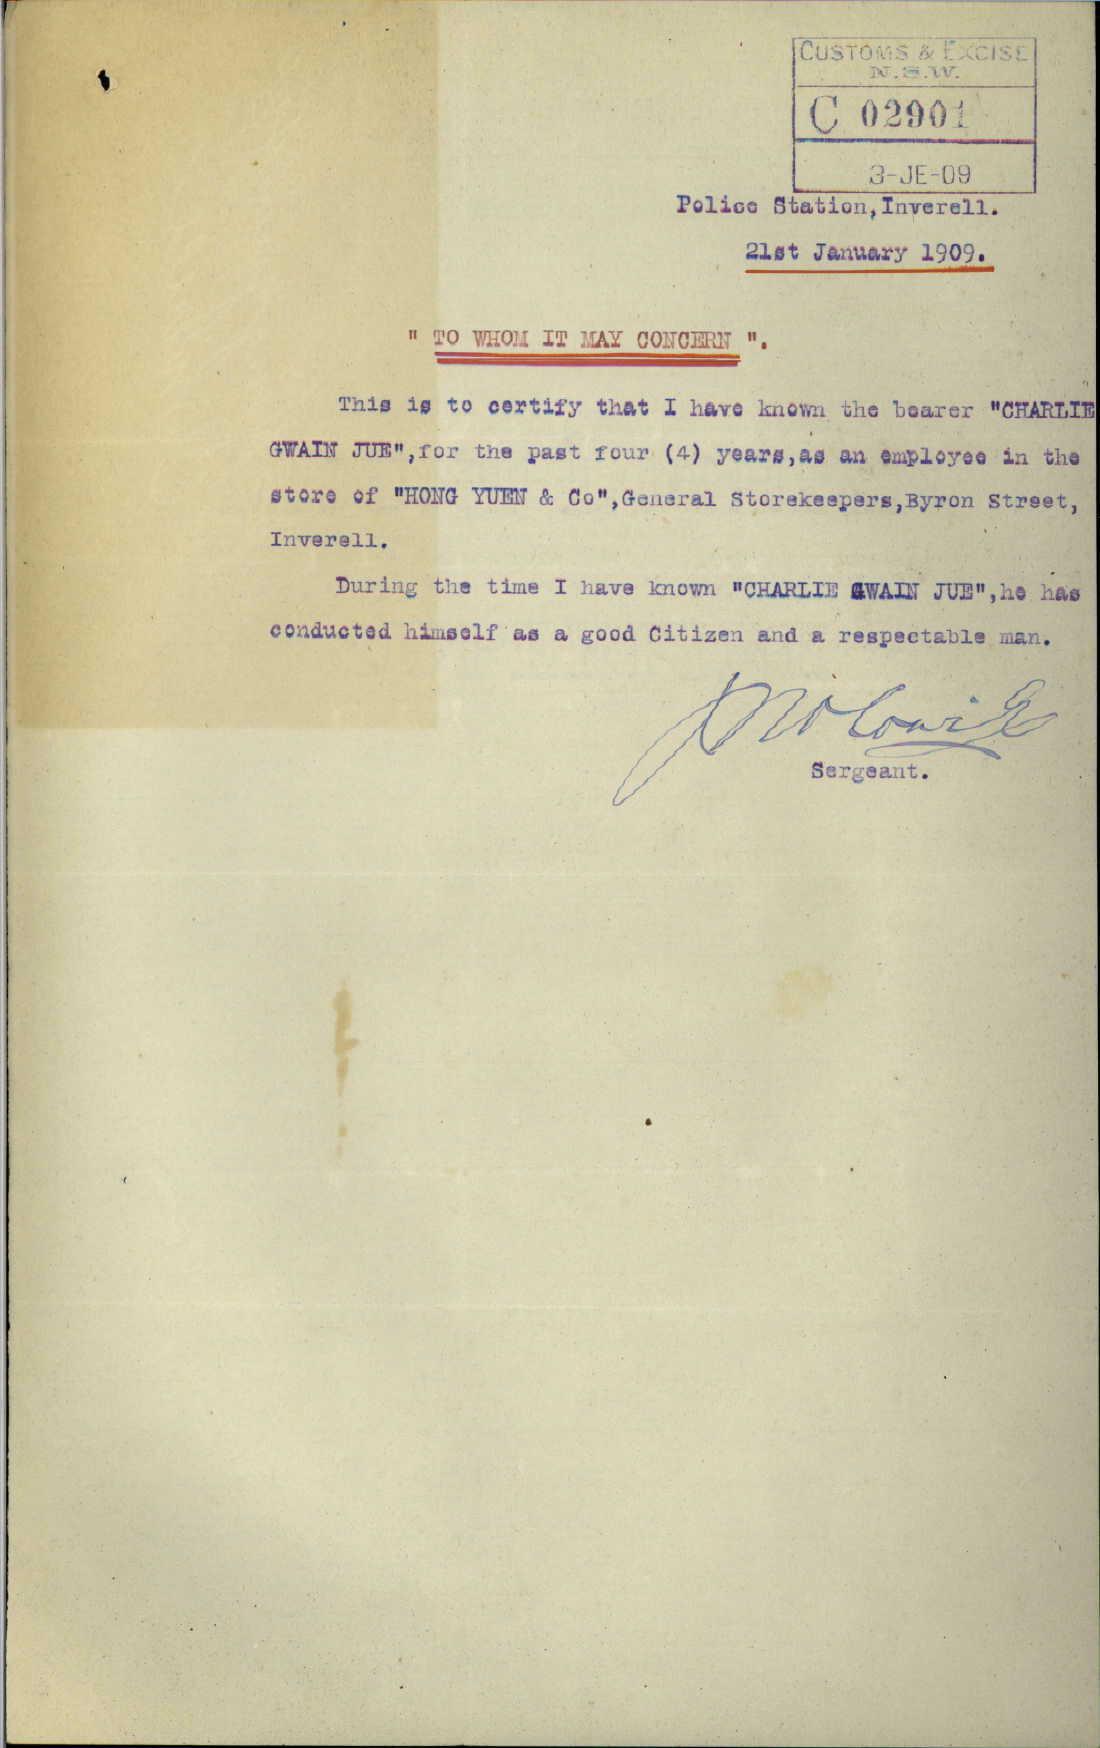 CUSTOMS & EXCISE
N.S.W.
C 02901
3-JE-09
Police Station,Inverell.
21st January 1909.
" TO WHOM IT MAY CONCERN ".
This is to certify that I have known the bearer "CHARLIE
GWAIN JUE",for the past four (4) years,as an employee in the
store of "HONG YUEN & Co",General Storekeepers,Byron Street,
Inverell.
During the time I have known "CHARLIE GWAIN JUE",he has
conducted himself as a good Citizen and a respectable man.
Sergeant.